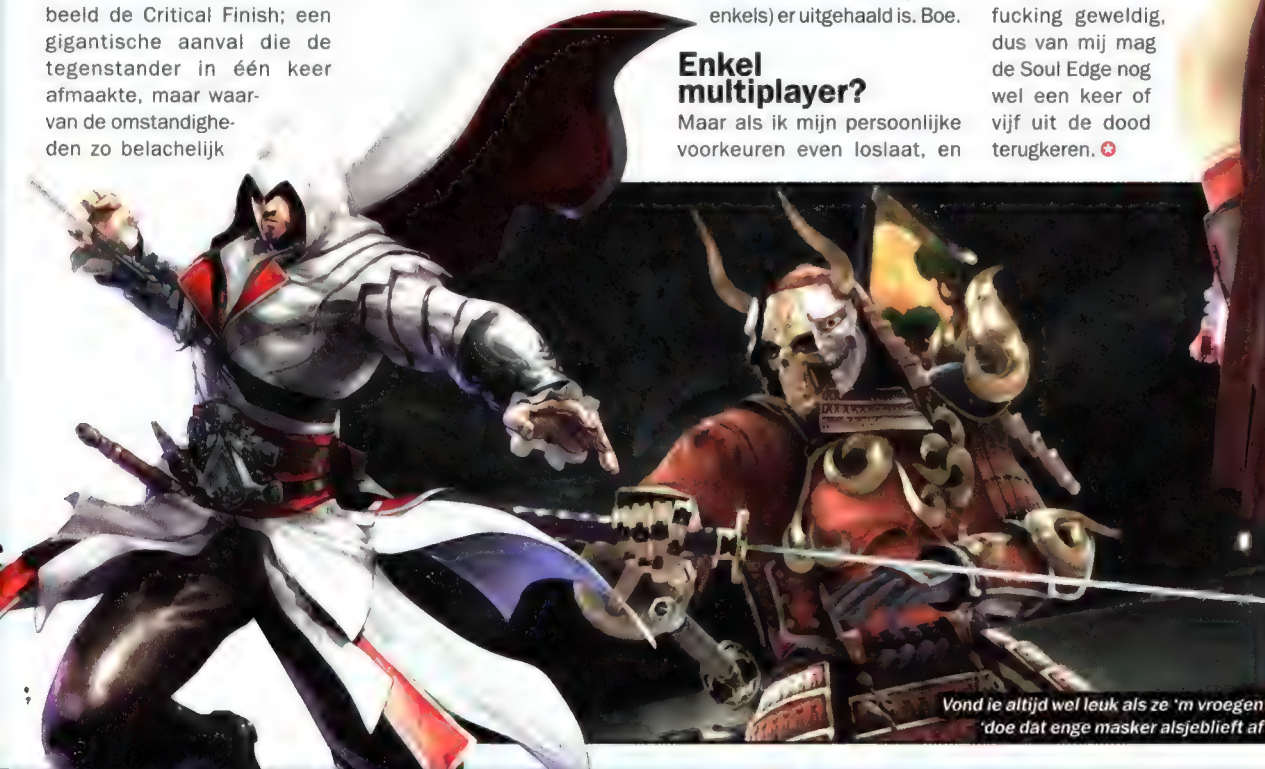 beeld de Critical Finish; een
gigantische aanval die de
tegenstander in één keer
afmaakte, maar waar-
van de omstandighe-
den zo belachelijk
enkels) er uitgehaald is. Boe.
Enkel
multiplayer?
Maar als ik mijn persoonlijke
voorkeuren even loslaat, en
fucking geweldig,
dus van mij mag
de Soul Edge nog
wel een keer of
vijf uit de dood
terugkeren.
Vond ie altijd wel leuk als ze 'm vroegen
'doe dat enge masker alsjeblieft af